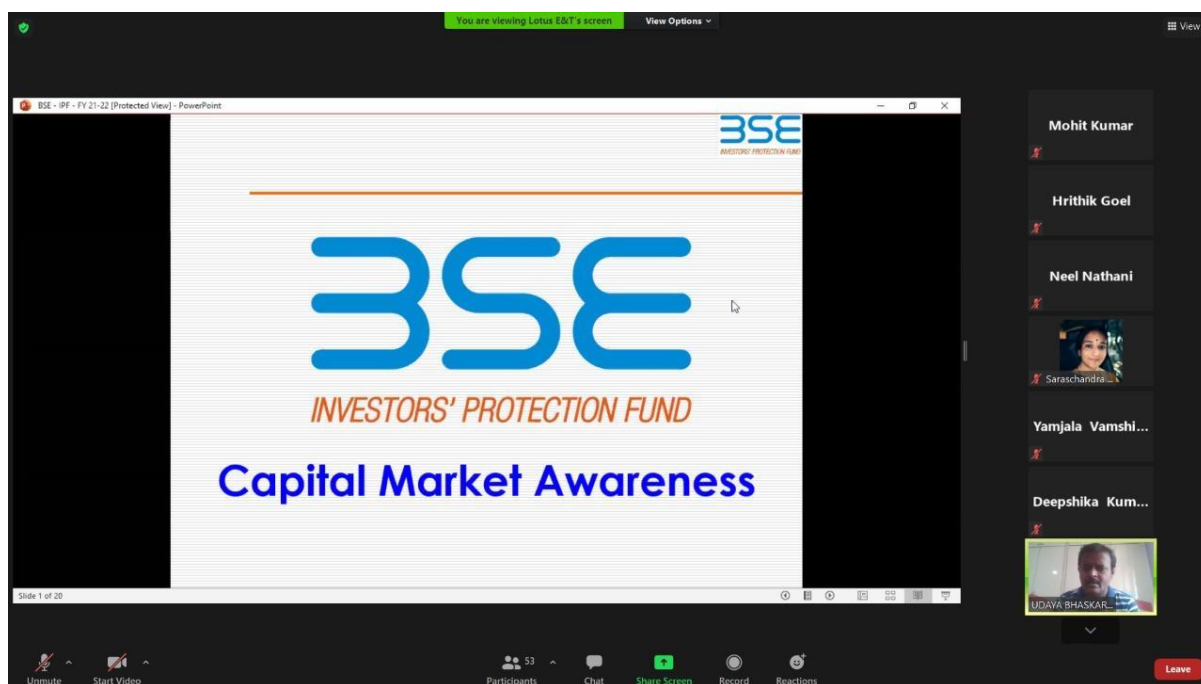 You are viewing Lotus E&T's screen
View Options
View
BSE - IPF - FY 21-22 [Protected View] - PowerPoint
BSE
INVESTORS' PROTECTION FUND
BSE
INVESTORS' PROTECTION FUND
Capital Market Awareness
Slide 1 of 20
Mohit Kumar
Hrithik Goel
Neel Nathani
Saraschandra ...
Yamjala Vamshi...
Deepshika Kum...
UDAYA BHASKAR...
Unmute
Start Video
53
Participants
Chat
Share Screen
Record
Reactions
Leave